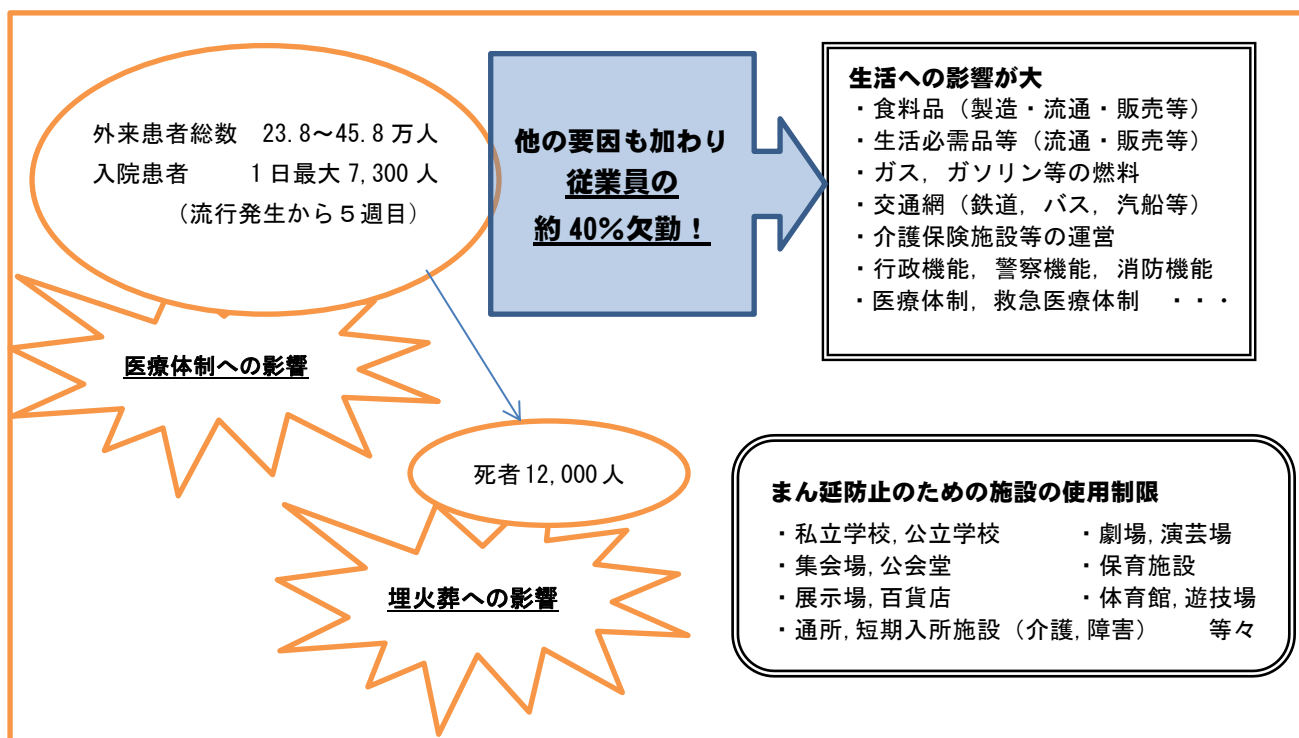 外来患者総数　23.8～45.8万人
入院患者　　1日最大7,300人
（流行発生から５週目）
医療体制への影響
他の要因も加わり
従業員の
約40％欠勤！
生活への影響が大
・食料品（製造・流通・販売等）
・生活必需品等（流通・販売等）
・ガス，ガソリン等の燃料
・交通網（鉄道，バス，汽船等）
・介護保険施設等の運営
・行政機能，警察機能，消防機能
・医療体制，救急医療体制　・・・
死者12,000人
埋火葬への影響
まん延防止のための施設の使用制限
・私立学校,公立学校　　・劇場,演芸場
・集会場,公会堂　　・保育施設
・展示場,百貨店　　・体育館,遊技場
・通所,短期入所施設（介護,障害）　　等々